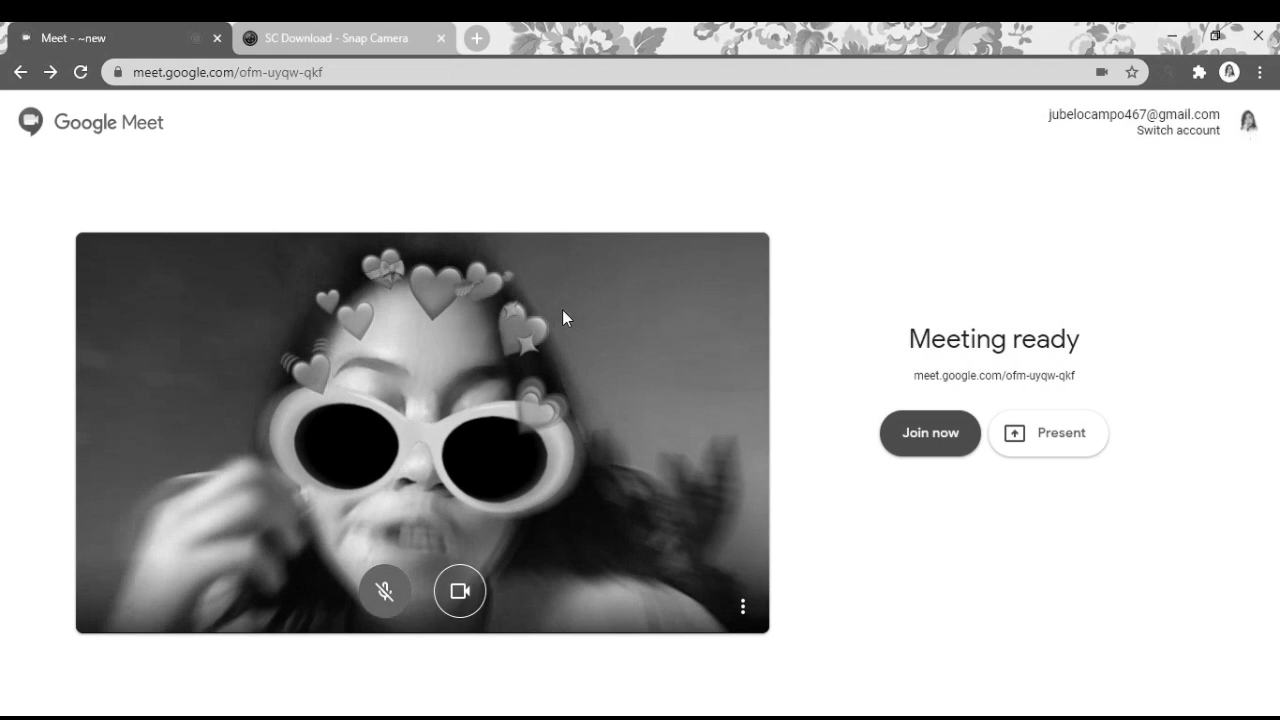 Meet - ~new
SC Download - Snap Camera
meet.google.com/ofm-uyqw-qkf
Google Meet
jubelocampo467@gmail.com
Switch account
Meeting ready
meet.google.com/ofm-uyqw-qkf
Join now
Present